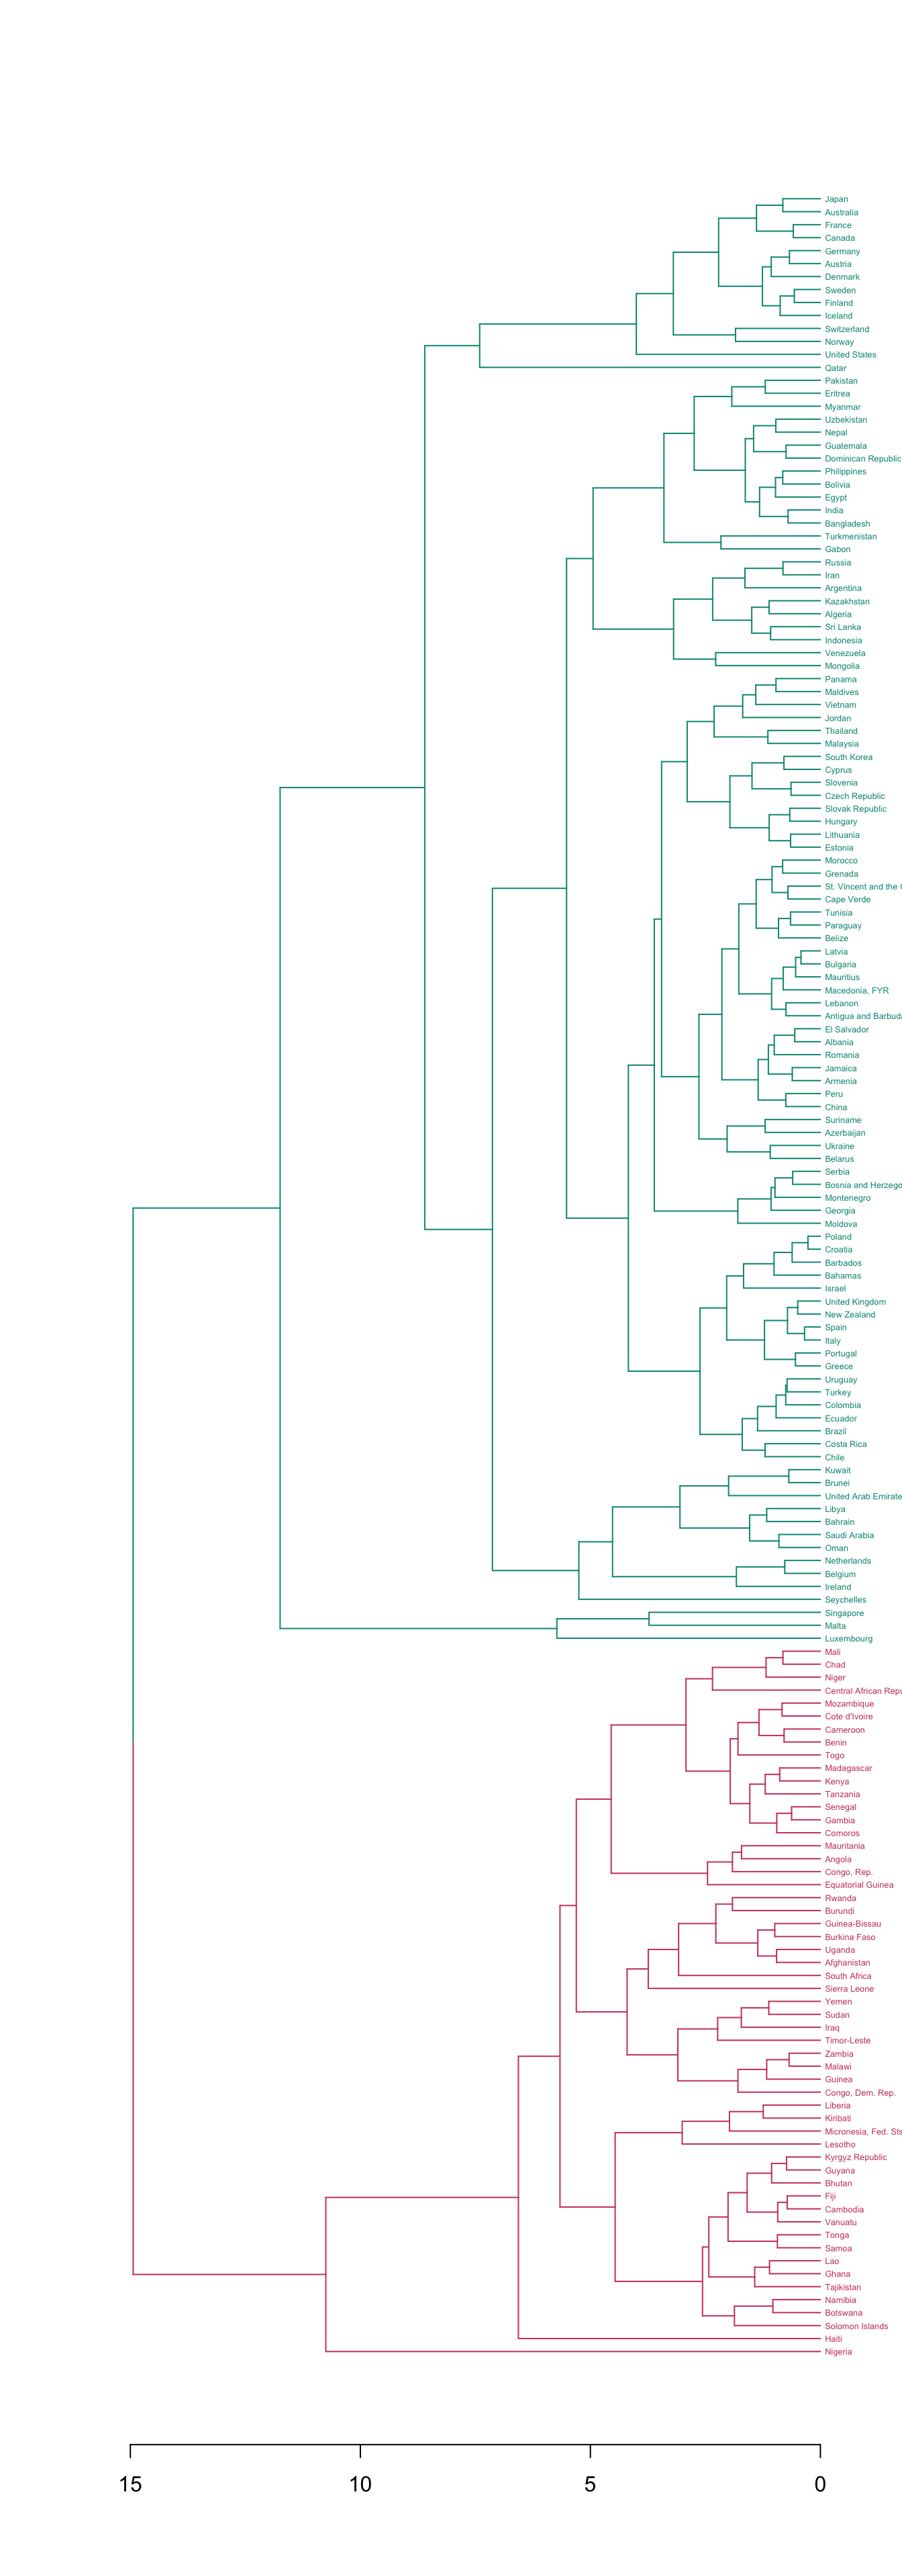 Japan
Australia
France
Canada
Germany
Austria
Denmark
Sweden
Finland
Iceland
Switzerland
Norway
United States
Qatar
Pakistan
Eritrea
Myanmar
Uzbekistan
Nepal
Guatemala
Dominican Republic
Philippines
Bolivia
Egypt
India
Bangladesh
Turkmenistan
Gabon
Russia
Iran
Argentina
Kazakhstan
Algeria
Sri Lanka
Indonesia
Venezuela
Mongolia
Panama
Maldives
Vietnam
Jordan
Thailand
Malaysia
South Korea
Cyprus
Slovenia
Czech Republic
Slovak Republic
Hungary
Lithuania
Estonia
Morocco
Grenada
St. Vincent and the
Cape Verde
Tunisia
Paraguay
Belize
Latvia
Bulgaria
Mauritius
Macedonia, FYR
Lebanon
Antigua and Barbuda
El Salvador
Albania
Romania
Jamaica
Armenia
Peru
China
Suriname
Azerbaijan
Ukraine
Belarus
Serbia
Bosnia and Herzego
Montenegro
Georgia
Moldova
Poland
Croatia
Barbados
Bahamas
Israel
United Kingdom
New Zealand
Spain
Italy
Portugal
Greece
Uruguay
Turkey
Colombia
Ecuador
Brazil
Costa Rica
Chile
Kuwait
Brunei
United Arab Emirate
Libya
Bahrain
Saudi Arabia
Oman
Netherlands
Belgium
Ireland
Seychelles
Singapore
Malta
Luxembourg
Mali
Chad
Niger
Central African Repu
Mozambique
Cote d'Ivoire
Cameroon
Benin
Togo
Madagascar
Kenya
Tanzania
Senegal
Gambia
Comoros
Mauritania
Angola
Congo, Rep.
Equatorial Guinea
Rwanda
Burundi
Guinea-Bissau
Burkina Faso
Uganda
Afghanistan
South Africa
Sierra Leone
Yemen
Sudan
Iraq
Timor-Leste
Zambia
Malawi
Guinea
Congo, Dem. Rep.
Liberia
Kiribati
Micronesia, Fed. Sts
Lesotho
Kyrgyz Republic
Guyana
Bhutan
Fiji
Cambodia
Vanuatu
Tonga
Samoa
Lao
Ghana
Tajikistan
Namibia
Botswana
Solomon Islands
Haiti
Nigeria
15 10 5 0